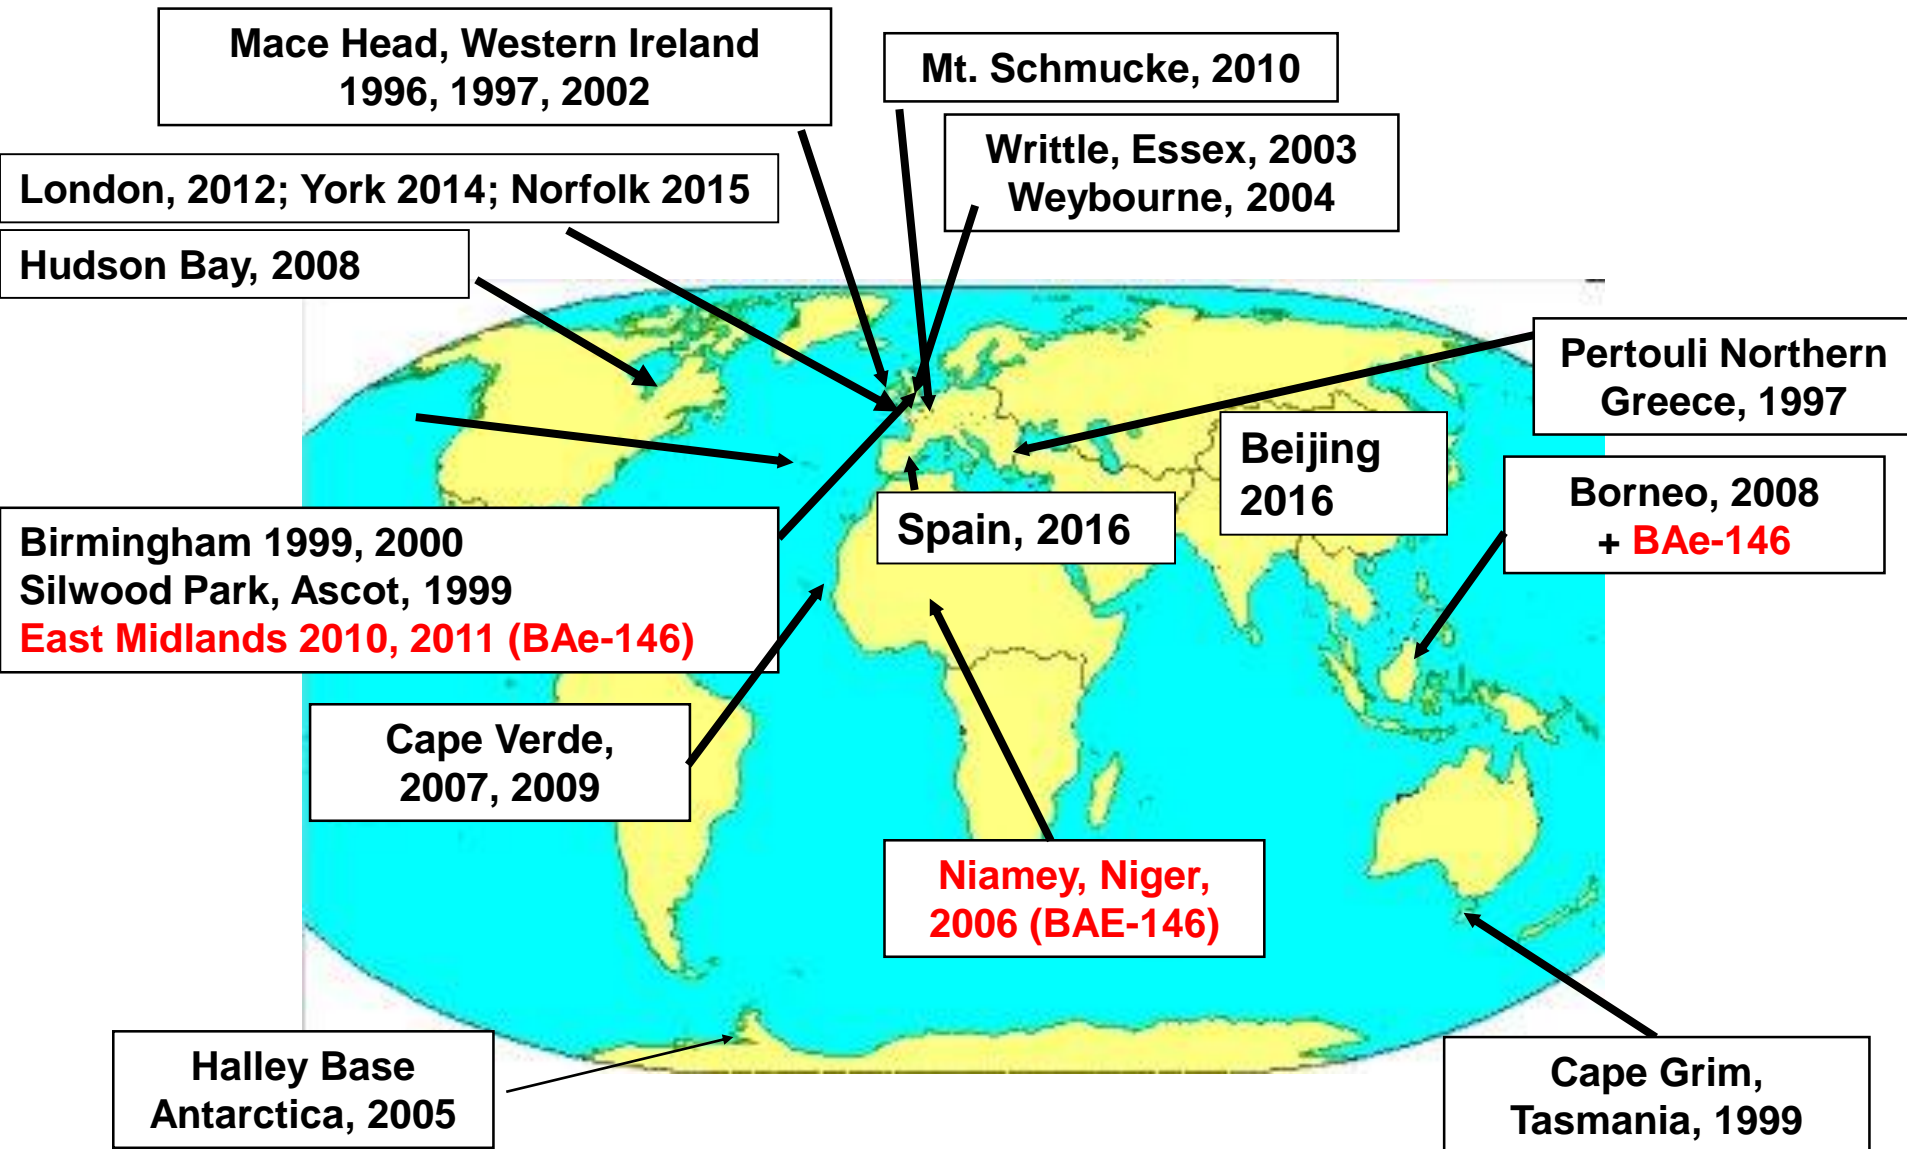 Mace Head, Western Ireland
1996, 1997, 2002
Mt. Schmucke, 2010
Writtle, Essex, 2003
Weybourne, 2004
London, 2012; York 2014; Norfolk 2015
Hudson Bay, 2008
Pertouli Northern
Greece, 1997
Beijing
2016
Borneo, 2008
+ BAe-146
Spain, 2016
Birmingham 1999, 2000
Silwood Park, Ascot, 1999
East Midlands 2010, 2011 (BAe-146)
Cape Verde,
2007, 2009
Niamey, Niger,
2006 (BAE-146)
Halley Base
Antarctica, 2005
Cape Grim,
Tasmania, 1999